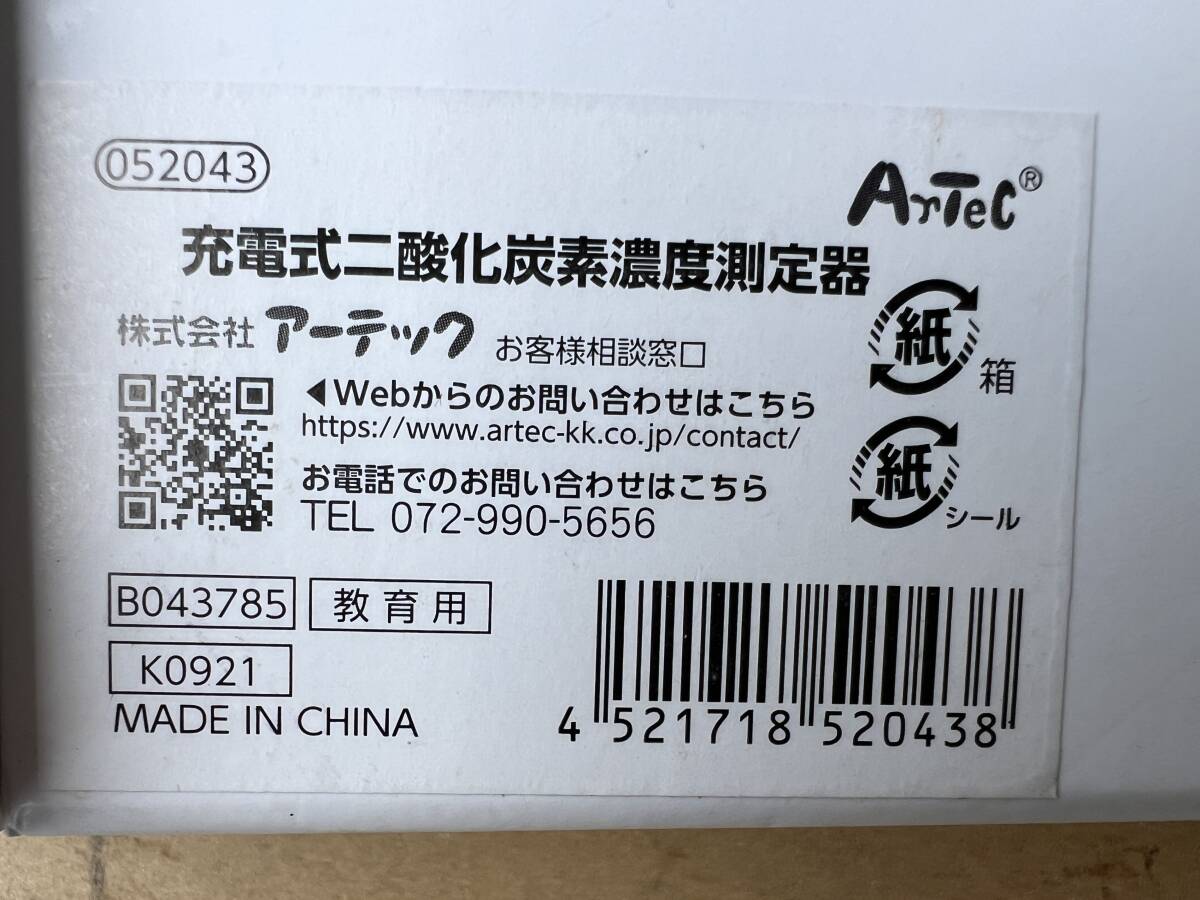 052043
ArTeC®
充電式二酸化炭素濃度測定器
株式会社 アーテック お客様相談窓口
紙 箱
◀Webからのお問い合わせはこちら
https://www.artec-kk.co.jp/contact/
紙 シール
お電話でのお問い合わせはこちら
TEL 072-990-5656
B043785 教育用
K0921
MADE IN CHINA
4 521718 520438